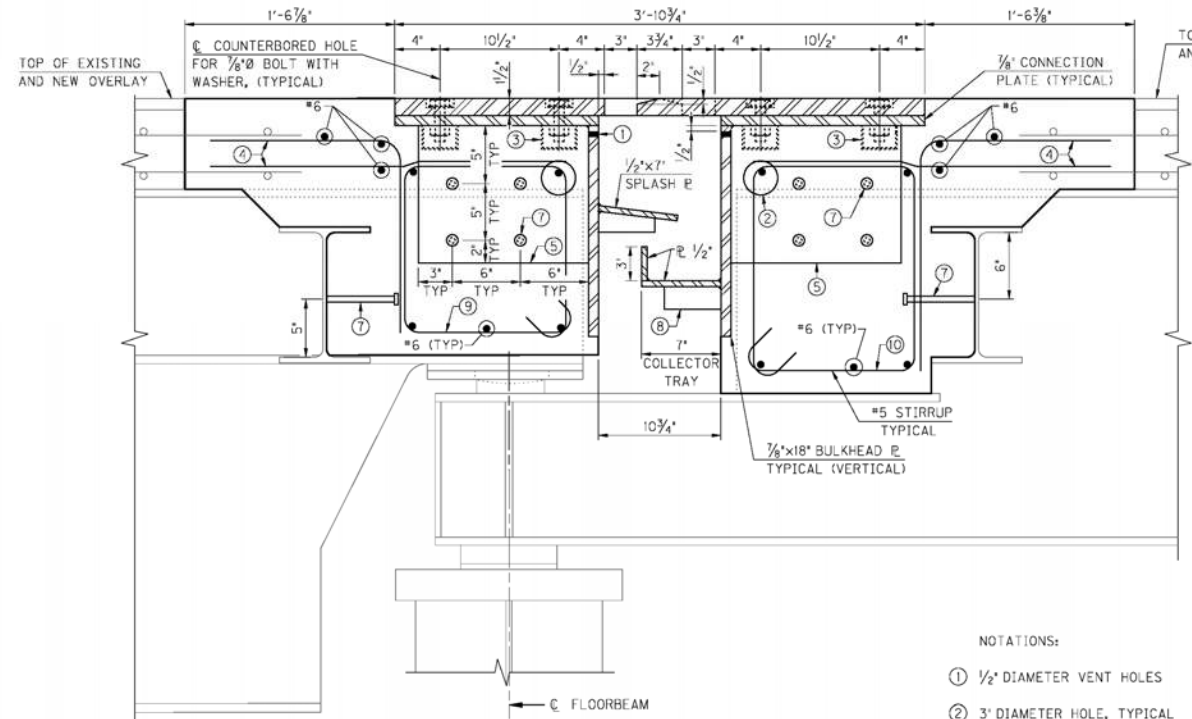 1'-6⅞"
3'-10¾"
1'-6⅜"
℄ COUNTERBORED HOLE
FOR ⅞"Ø BOLT WITH
WASHER, (TYPICAL)
4"
10½"
4"
3"
3¾"
3"
4"
10½"
4"
TOP OF EXISTING
AND NEW OVERLAY
½"
1½"
2"
½"
⅞" CONNECTION
PLATE (TYPICAL)
#6
#6
③
①
③
④
④
5"
TYP
½"
½"x7"
SPLASH ℙL
5"
TYP
⑦
②
⑦
2"
TYP
⑤
3"
TYP
6"
TYP
6"
TYP
3"
ℙL ½"
⑤
6"
⑦
⑦
5"
⑨
#6 (TYP)
⑧
#6 (TYP)
⑩
7"
COLLECTOR
TRAY
#5 STIRRUP
TYPICAL
10¾"
⅞"x18" BULKHEAD ℙL
TYPICAL (VERTICAL)
℄ FLOORBEAM
NOTATIONS:
① ½" DIAMETER VENT HOLES
② 3" DIAMETER HOLE, TYPICAL